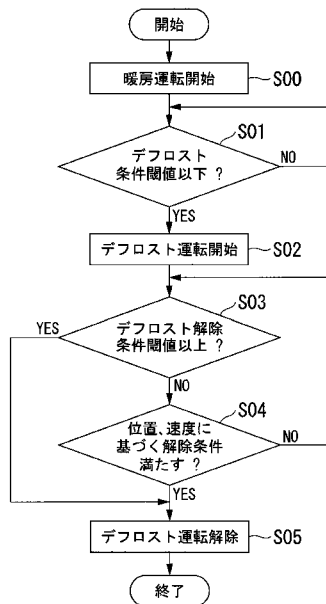 開始
暖房運転開始
S00
デフロスト
条件閾値以下 ?
S01
NO
YES
デフロスト運転開始
S02
デフロスト解除
条件閾値以上 ?
S03
YES
NO
位置、速度に
基づく解除条件
満たす ?
S04
NO
YES
デフロスト運転解除
S05
終了